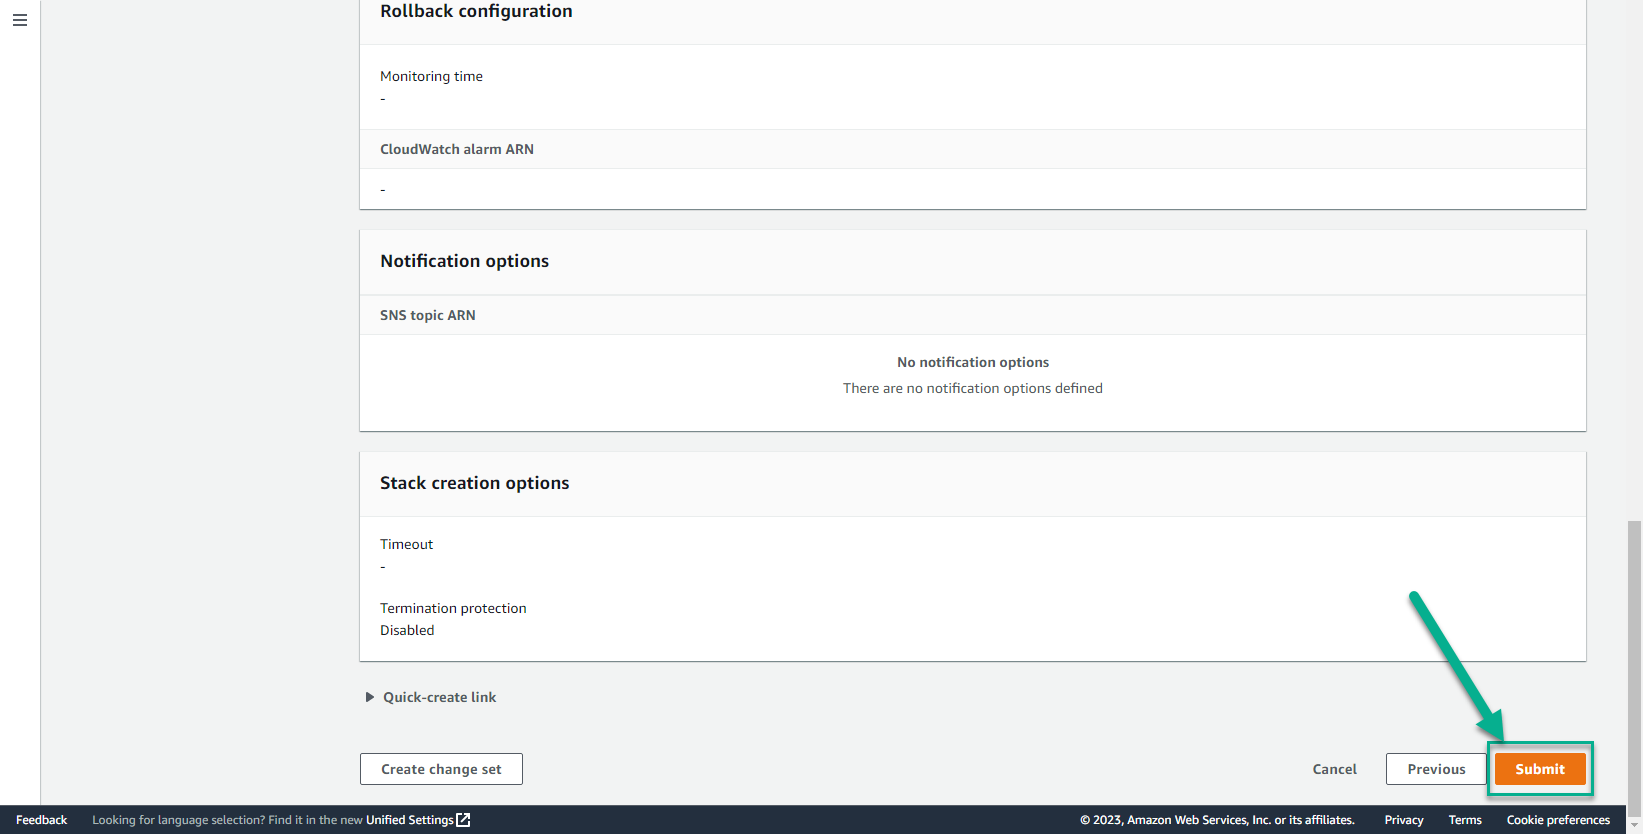 Rollback configuration
Monitoring time
-
CloudWatch alarm ARN
-
Notification options
SNS topic ARN
No notification options
There are no notification options defined
Stack creation options
Timeout
-
Termination protection
Disabled
Quick-create link
Create change set
Cancel
Previous
Submit
Feedback
Looking for language selection? Find it in the new Unified Settings
© 2023, Amazon Web Services, Inc. or its affiliates.
Privacy
Terms
Cookie preferences